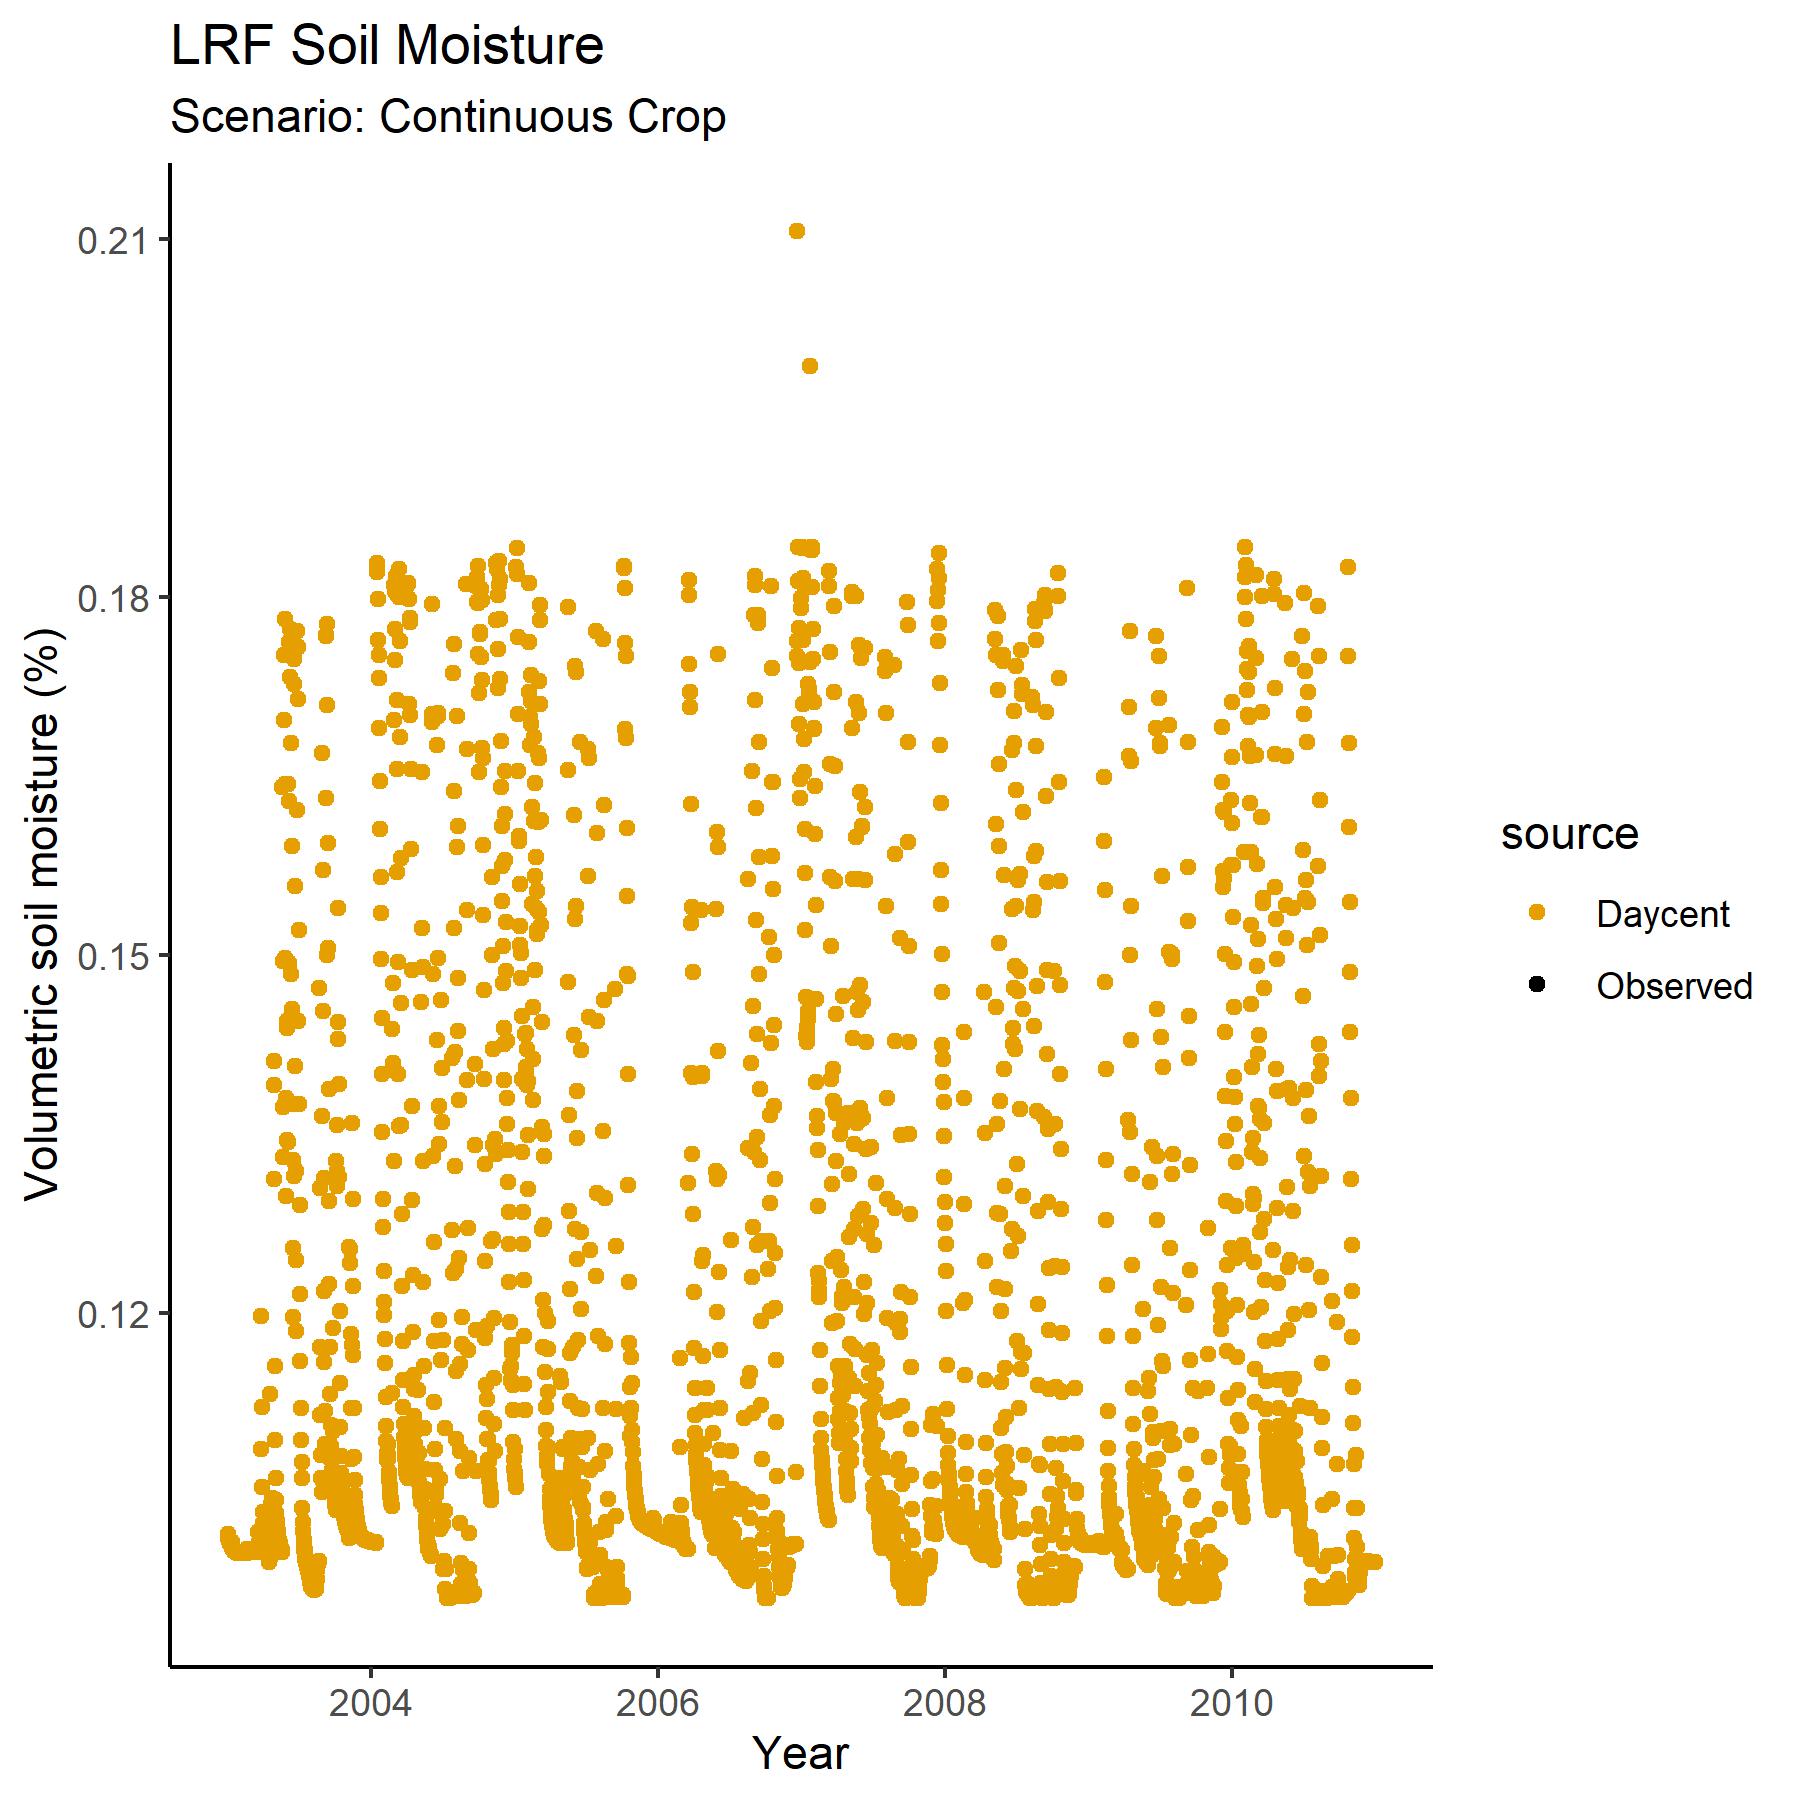 LRF Soil Moisture
Scenario: Continuous Crop
Volumetric soil moisture (%)
0.21
0.18
0.15
0.12
2004
2006
2008
2010
Year
source
Daycent
Observed